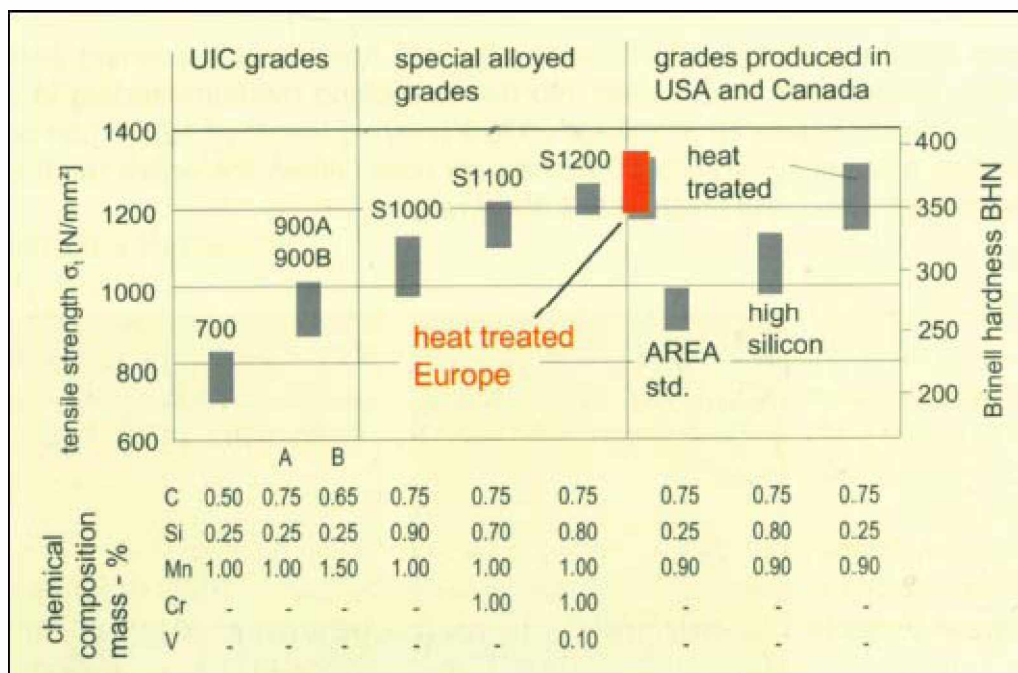 UIC grades
special alloyed
grades
grades produced in
USA and Canada
tensile strength σt [N/mm²]
1400
1200
1000
800
600
700
900A
900B
S1000
S1100
S1200
heat treated
Europe
AREA
std.
high
silicon
heat
treated
400
350
300
250
200
Brinell hardness BHN
A B
chemical
composition
mass - %
C 0.50 0.75 0.65 0.75 0.75 0.75 0.75 0.75 0.75
Si 0.25 0.25 0.25 0.90 0.70 0.80 0.25 0.80 0.25
Mn 1.00 1.00 1.50 1.00 1.00 1.00 0.90 0.90 0.90
Cr - - - - 1.00 1.00 - - -
V - - - - - 0.10 - - -